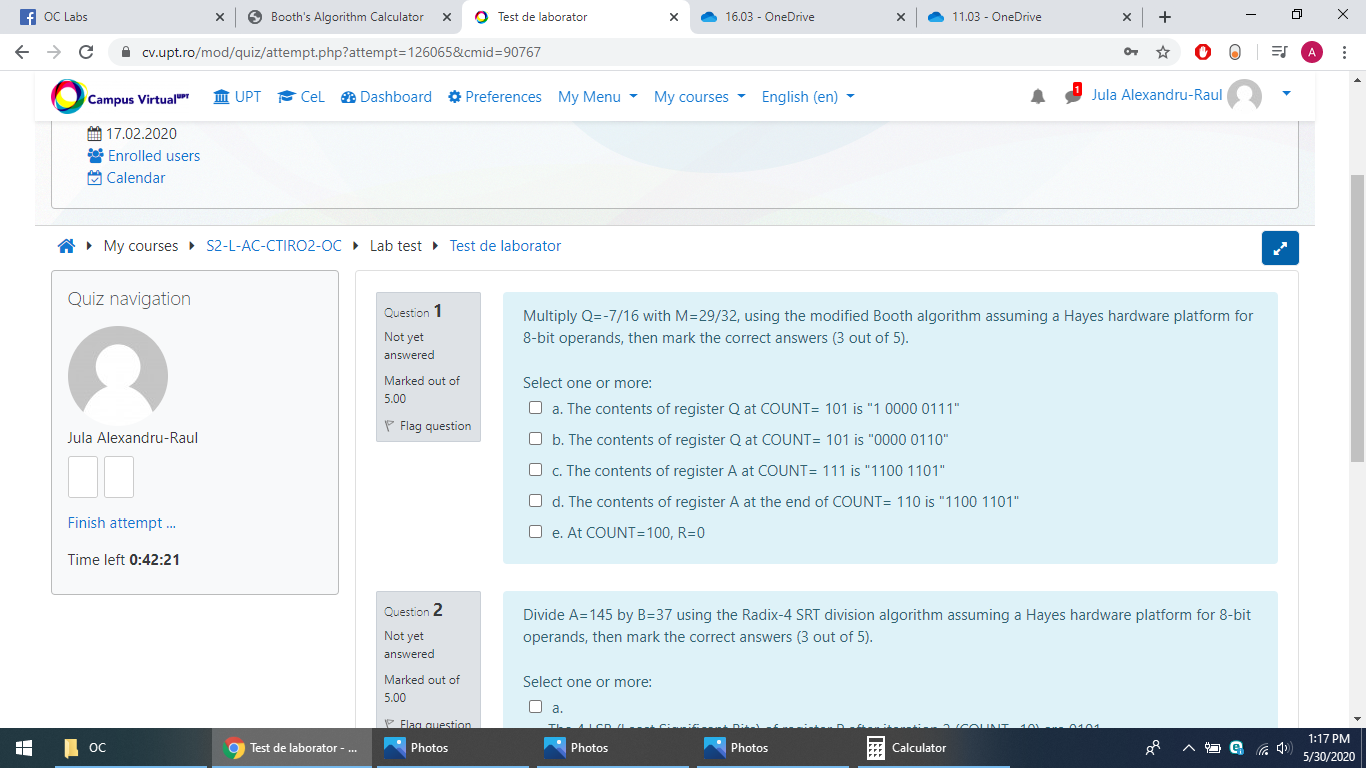 OC Labs
Booth's Algorithm Calculator
Test de laborator
16.03 - OneDrive
11.03 - OneDrive
cv.upt.ro/mod/quiz/attempt.php?attempt=126065&cmid=90767
A
Campus Virtual UPT
UPT
CeL
Dashboard
Preferences
My Menu
My courses
English (en)
1
Jula Alexandru-Raul
17.02.2020
Enrolled users
Calendar
My courses
S2-L-AC-CTIRO2-OC
Lab test
Test de laborator
Quiz navigation
Jula Alexandru-Raul
Finish attempt ...
Time left 0:42:21
Question 1
Not yet
answered
Marked out of
5.00
Flag question
Multiply Q=-7/16 with M=29/32, using the modified Booth algorithm assuming a Hayes hardware platform for
8-bit operands, then mark the correct answers (3 out of 5).
Select one or more:
a. The contents of register Q at COUNT= 101 is "1 0000 0111"
b. The contents of register Q at COUNT= 101 is "0000 0110"
c. The contents of register A at COUNT= 111 is "1100 1101"
d. The contents of register A at the end of COUNT= 110 is "1100 1101"
e. At COUNT=100, R=0
Question 2
Not yet
answered
Marked out of
5.00
Flag question
Divide A=145 by B=37 using the Radix-4 SRT division algorithm assuming a Hayes hardware platform for 8-bit
operands, then mark the correct answers (3 out of 5).
Select one or more:
a.
OC
Test de laborator - ...
Photos
Photos
Photos
Calculator
1:17 PM
5/30/2020